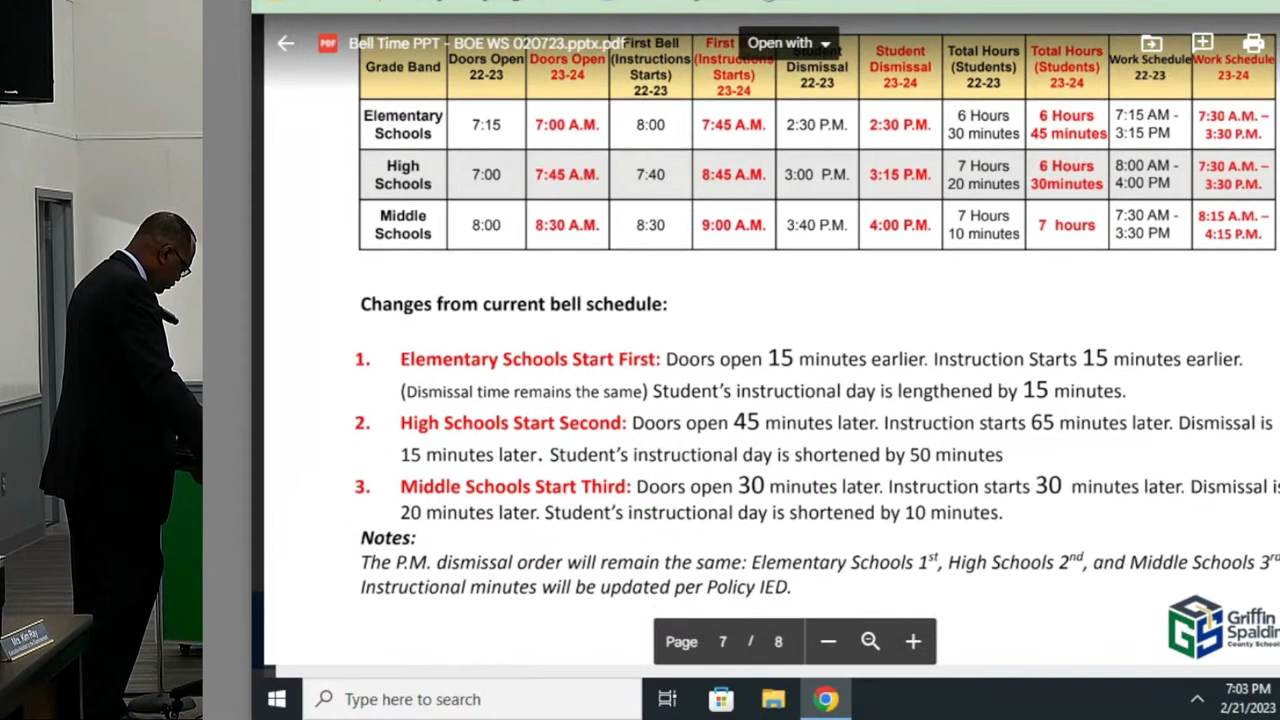 Bell Time PPT - BOE WS 020723.pptx.pdf
Open with
Grade Band
Doors Open
22-23
Doors Open
23-24
First Bell
(Instructions
Starts)
22-23
First
(Instructions
Starts)
23-24
Student
Dismissal
22-23
Student
Dismissal
23-24
Total Hours
(Students)
22-23
Total Hours
(Students)
23-24
Work Schedule
22-23
Work Schedule
23-24
Elementary
Schools
7:15
7:00 A.M.
8:00
7:45 A.M.
2:30 P.M.
2:30 P.M.
6 Hours
30 minutes
6 Hours
45 minutes
7:15 AM -
3:15 PM
7:30 A.M. –
3:30 P.M.
High
Schools
7:00
7:45 A.M.
7:40
8:45 A.M.
3:00 P.M.
3:15 P.M.
7 Hours
20 minutes
6 Hours
30minutes
8:00 AM -
4:00 PM
7:30 A.M. –
3:30 P.M.
Middle
Schools
8:00
8:30 A.M.
8:30
9:00 A.M.
3:40 P.M.
4:00 P.M.
7 Hours
10 minutes
7 hours
7:30 AM -
3:30 PM
8:15 A.M. –
4:15 P.M.
Changes from current bell schedule:
1. Elementary Schools Start First: Doors open 15 minutes earlier. Instruction Starts 15 minutes earlier.
(Dismissal time remains the same) Student’s instructional day is lengthened by 15 minutes.
2. High Schools Start Second: Doors open 45 minutes later. Instruction starts 65 minutes later. Dismissal is
15 minutes later. Student’s instructional day is shortened by 50 minutes
3. Middle Schools Start Third: Doors open 30 minutes later. Instruction starts 30 minutes later. Dismissal is
20 minutes later. Student’s instructional day is shortened by 10 minutes.
Notes:
The P.M. dismissal order will remain the same: Elementary Schools 1st, High Schools 2nd, and Middle Schools 3rd
Instructional minutes will be updated per Policy IED.
Griffin
Spaldin
County School
Page 7 / 8
Type here to search
7:03 PM
2/21/2023
Mrs. Kim Ray